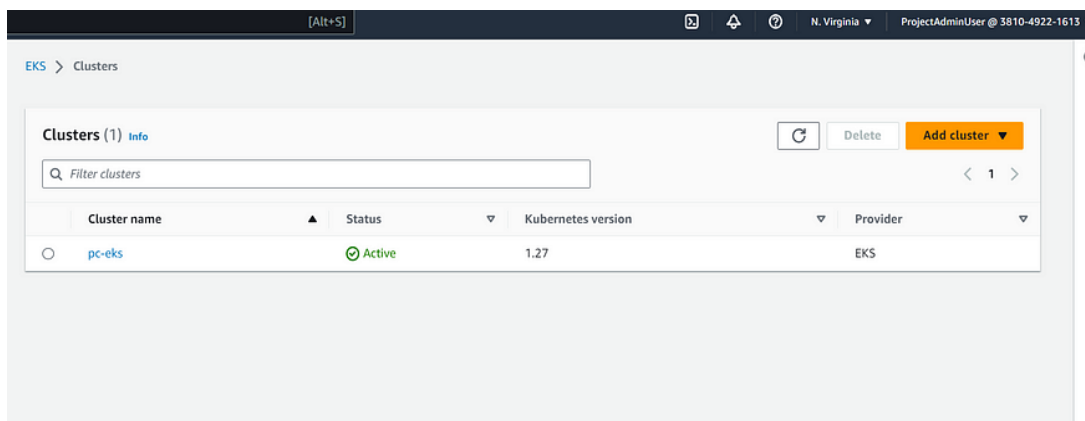 [Alt+S] N. Virginia ▼ ProjectAdminUser @ 3810-4922-1613
EKS > Clusters
Clusters (1) Info
Delete Add cluster ▼
Filter clusters
< 1 >
Cluster name ▲ Status ▽ Kubernetes version ▽ Provider ▽
pc-eks Active 1.27 EKS